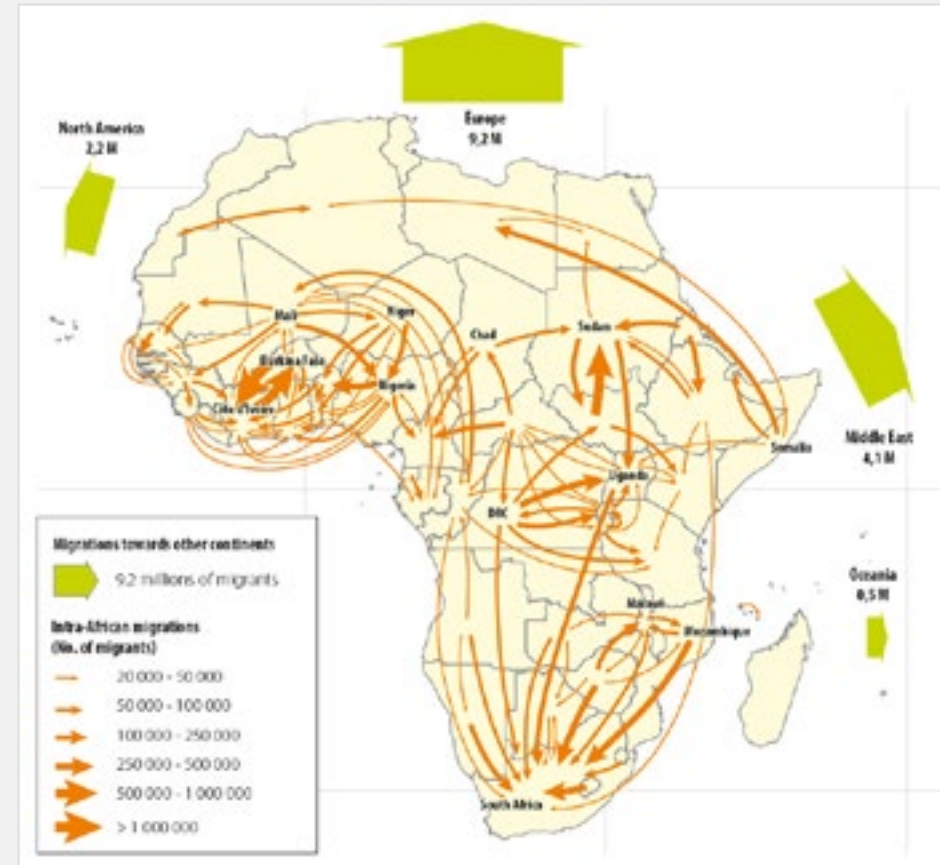 Europe
9,2 M
North America
2,2 M
Mali
Niger
Chad
Sudan
Burkina Faso
Nigeria
Côte d'Ivoire
Somalia
Middle East
4,1 M
Uganda
DRC
Oceania
0,5 M
Malawi
Mozambique
South Africa
Migrations towards other continents
9.2 millions of migrants
Intra-African migrations
(No. of migrants)
20 000 - 50 000
50 000 - 100 000
100 000 - 250 000
250 000 - 500 000
500 000 - 1 000 000
> 1 000 000